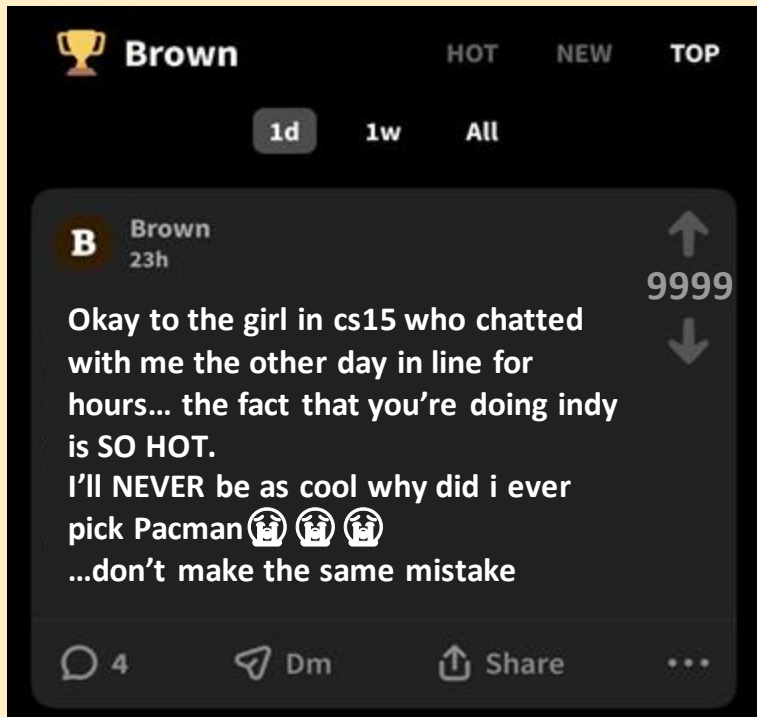 🏆 Brown HOT NEW TOP
1d 1w All
B Brown
23h
9999
Okay to the girl in cs15 who chatted
with me the other day in line for
hours… the fact that you’re doing indy
is SO HOT.
I’ll NEVER be as cool why did i ever
pick Pacman😭😭😭
…don’t make the same mistake
4 Dm Share ...